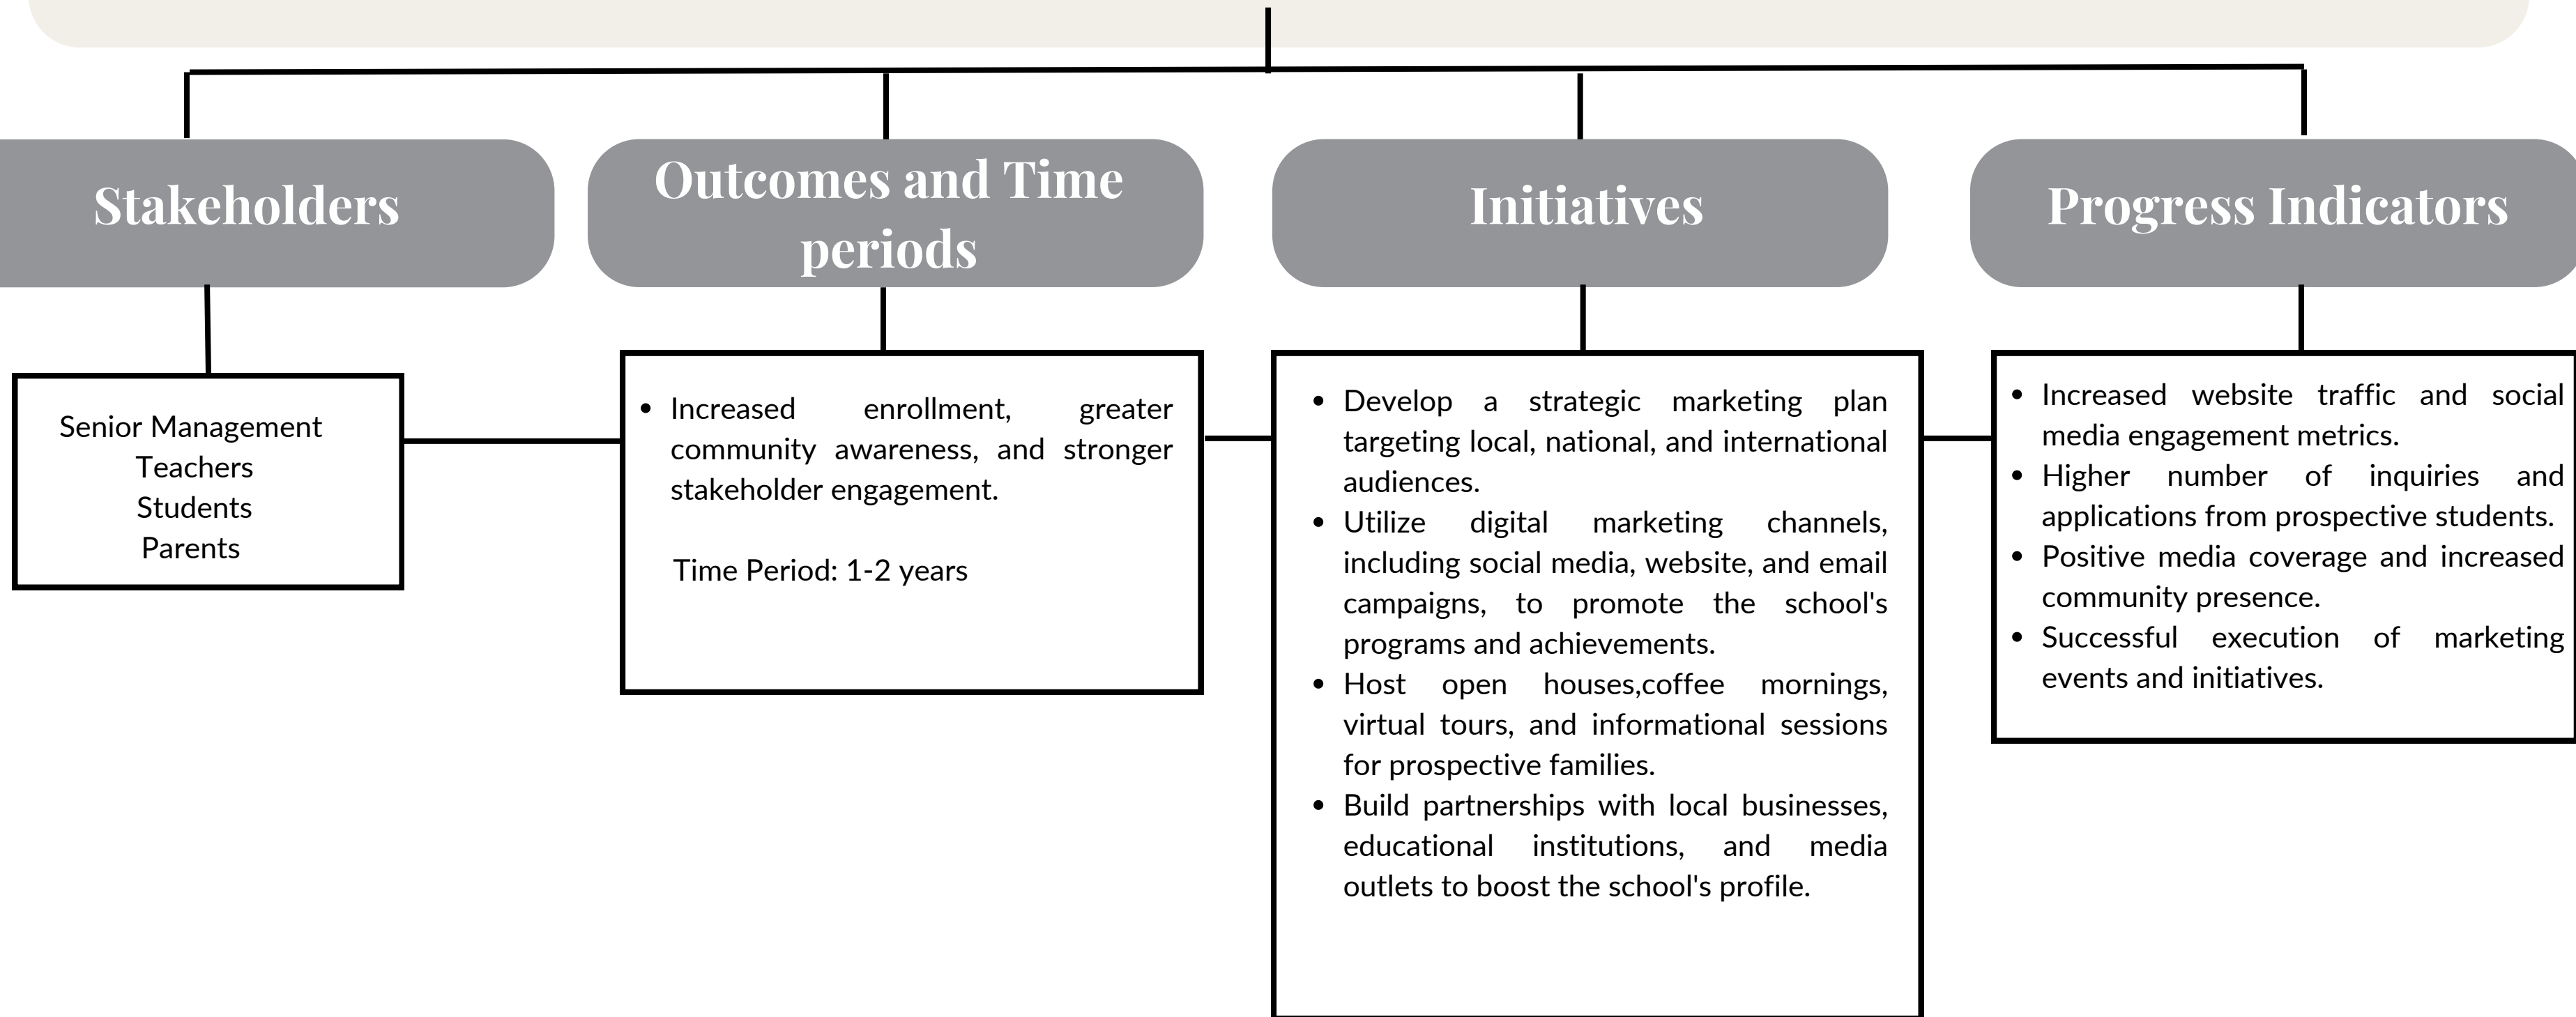 Stakeholders
Outcomes and Time
periods
Initiatives
Progress Indicators
Senior Management
Teachers
Students
Parents
• Increased enrollment, greater
community awareness, and stronger
stakeholder engagement.
Time Period: 1-2 years
• Develop a strategic marketing plan
targeting local, national, and international
audiences.
• Utilize digital marketing channels,
including social media, website, and email
campaigns, to promote the school's
programs and achievements.
• Host open houses,coffee mornings,
virtual tours, and informational sessions
for prospective families.
• Build partnerships with local businesses,
educational institutions, and media
outlets to boost the school's profile.
• Increased website traffic and social
media engagement metrics.
• Higher number of inquiries and
applications from prospective students.
• Positive media coverage and increased
community presence.
• Successful execution of marketing
events and initiatives.